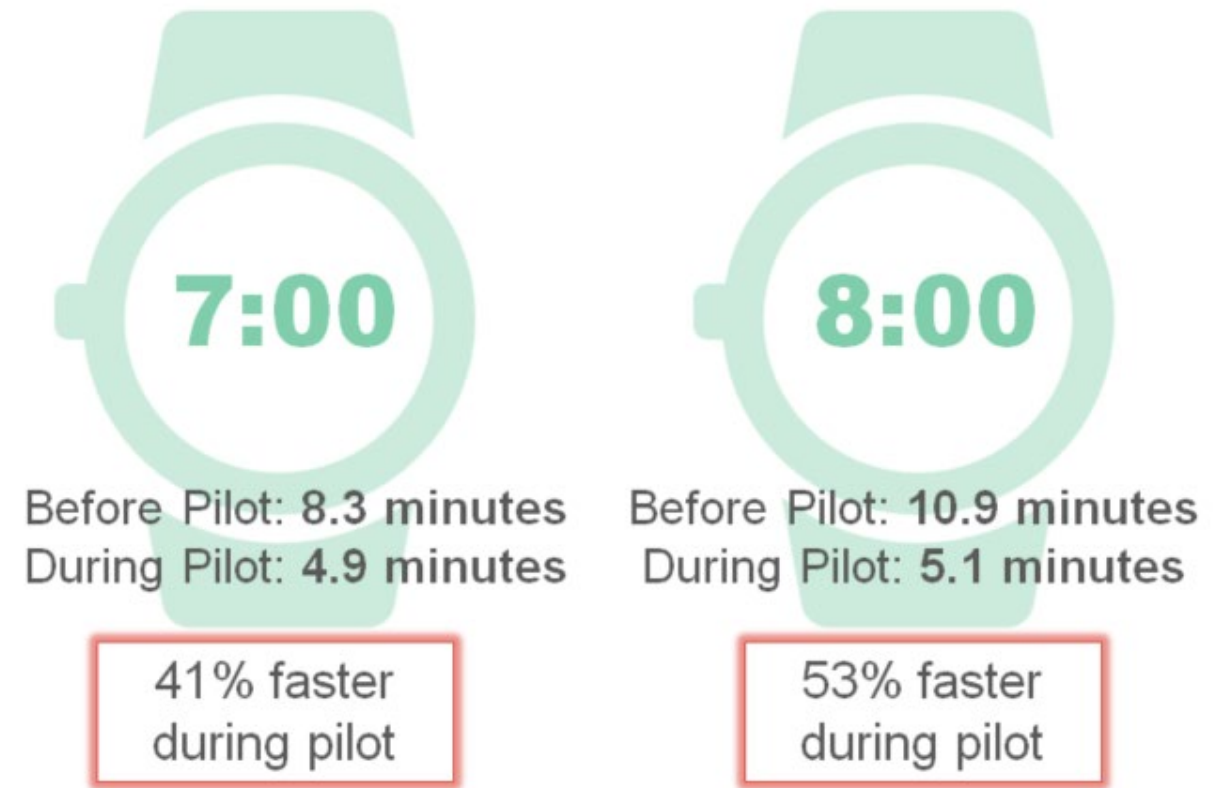 7:00
Before Pilot: 8.3 minutes
During Pilot: 4.9 minutes
41% faster
during pilot
8:00
Before Pilot: 10.9 minutes
During Pilot: 5.1 minutes
53% faster
during pilot